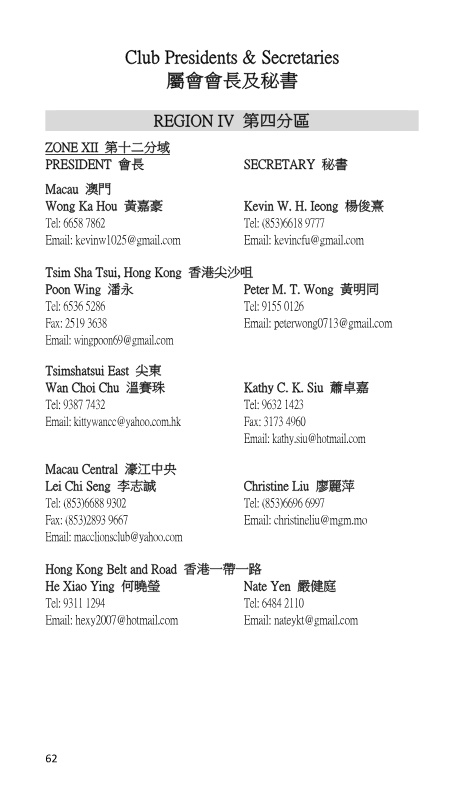 Club Presidents & Secretaries
屬會會長及秘書
REGION IV 第四分區
ZONE XII 第十二分域
PRESIDENT 會長 SECRETARY 秘書
Macau 澳門
Wong Ka Hou 黃嘉豪 Kevin W. H. Ieong 楊俊熹
Tel: 6658 7862 Tel: (853)6618 9777
Email: kevinw1025@gmail.com Email: kevincfu@gmail.com
Tsim Sha Tsui, Hong Kong 香港尖沙咀
Poon Wing 潘永 Peter M. T. Wong 黃明同
Tel: 6536 5286 Tel: 9155 0126
Fax: 2519 3638 Email: peterwong0713@gmail.com
Email: wingpoon69@gmail.com
Tsimshatsui East 尖東
Wan Choi Chu 溫賽珠 Kathy C. K. Siu 蕭卓嘉
Tel: 9387 7432 Tel: 9632 1423
Email: kittywancc@yahoo.com.hk Fax: 3173 4960
Email: kathy.siu@hotmail.com
Macau Central 濠江中央
Lei Chi Seng 李志誠 Christine Liu 廖麗萍
Tel: (853)6688 9302 Tel: (853)6696 6997
Fax: (853)2893 9667 Email: christineliu@mgm.mo
Email: macclionsclub@yahoo.com
Hong Kong Belt and Road 香港一帶一路
He Xiao Ying 何曉瑩 Nate Yen 嚴健庭
Tel: 9311 1294 Tel: 6484 2110
Email: hexy2007@hotmail.com Email: nateykt@gmail.com
62